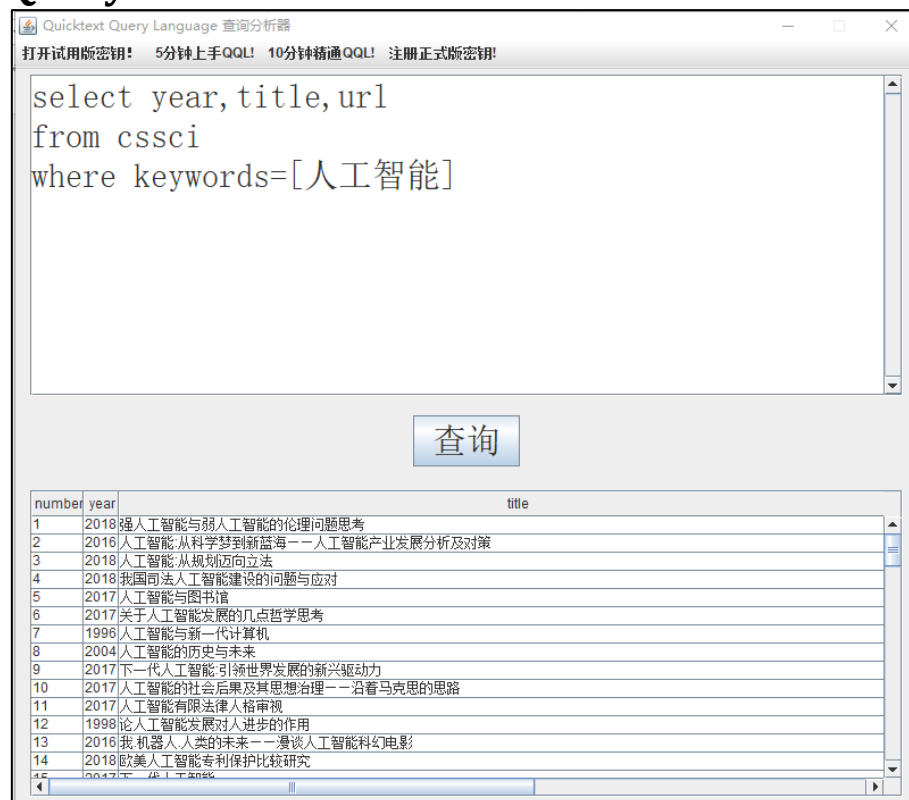 Quicktext Query Language 查询分析器
打开试用版密钥! 5分钟上手QQL! 10分钟精通QQL! 注册正式版密钥!
select year,title,url
from cssci
where keywords=[人工智能]
查询
number year title
1 2018 强人工智能与弱人工智能的伦理问题思考
2 2016 人工智能:从科学梦到新蓝海——人工智能产业发展分析及对策
3 2018 人工智能:从规划迈向立法
4 2018 我国司法人工智能建设的问题与应对
5 2017 人工智能与图书馆
6 2017 关于人工智能发展的几点哲学思考
7 1996 人工智能与新一代计算机
8 2004 人工智能的历史与未来
9 2017 下一代人工智能:引领世界发展的新兴驱动力
10 2017 人工智能的社会后果及其思想治理——沿着马克思的思路
11 2017 人工智能有限法律人格审视
12 1998 论人工智能发展对人进步的作用
13 2016 我.机器人.人类的未来——漫谈人工智能科幻电影
14 2018 欧美人工智能专利保护比较研究
15 2017 下一代人工智能